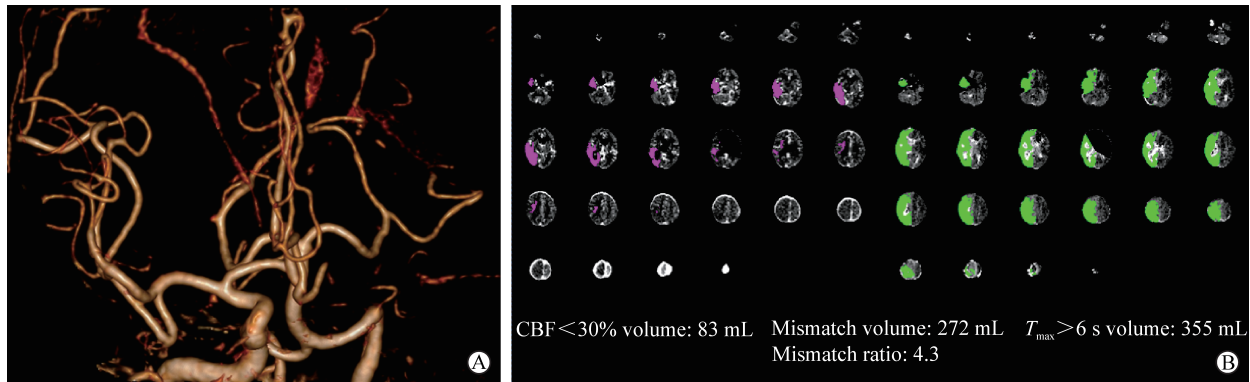 CBF<30% volume: 83 mL
Mismatch volume: 272 mL
Mismatch ratio: 4.3
Tmax>6 s volume: 355 mL
A
B